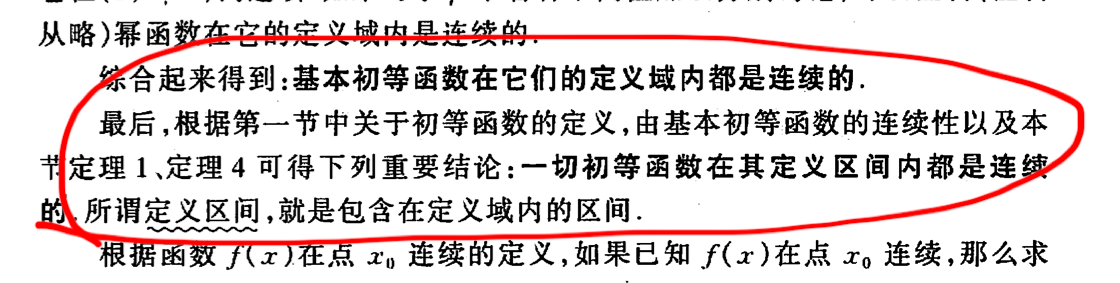 从略)幂函数在它的定义域内是连续的.
综合起来得到:基本初等函数在它们的定义域内都是连续的.
最后,根据第一节中关于初等函数的定义,由基本初等函数的连续性以及本
节定理 1、定理 4 可得下列重要结论:一切初等函数在其定义区间内都是连续
的.所谓定义区间,就是包含在定义域内的区间.
根据函数 f(x)在点 x₀ 连续的定义,如果已知 f(x)在点 x₀ 连续,那么求